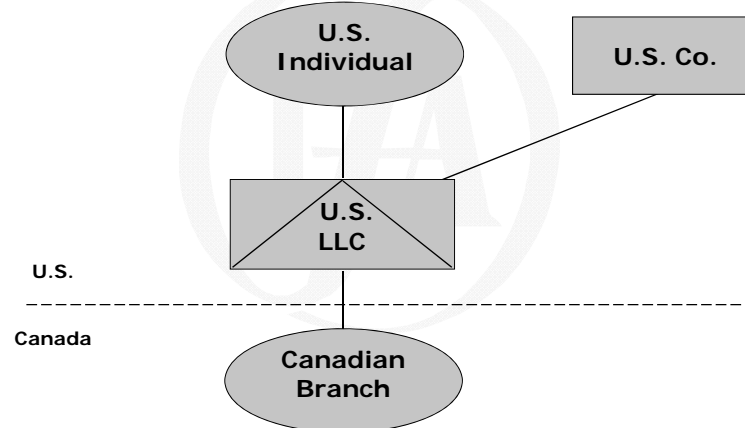 U.S.
Individual
U.S. Co.
U.S.
LLC
U.S.
Canada
Canadian
Branch